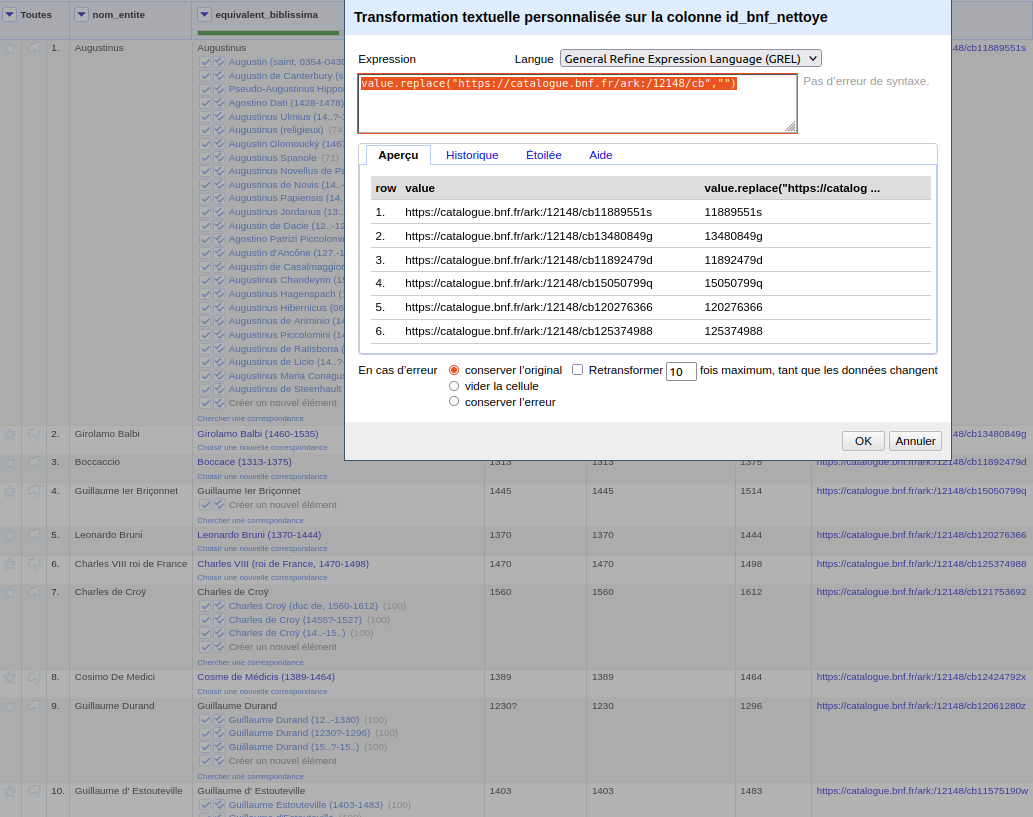 Transformation textuelle personnalisée sur la colonne id_bnf_nettoye
Expression Langue General Refine Expression Language (GREL)
value.replace("https://catalogue.bnf.fr/ark:/12148/cb","")
Pas d'erreur de syntaxe.
Aperçu Historique Étoilée Aide
row value value.replace("https://catalog ...
1. https://catalogue.bnf.fr/ark:/12148/cb11889551s 11889551s
2. https://catalogue.bnf.fr/ark:/12148/cb13480849g 13480849g
3. https://catalogue.bnf.fr/ark:/12148/cb11892479d 11892479d
4. https://catalogue.bnf.fr/ark:/12148/cb15050799q 15050799q
5. https://catalogue.bnf.fr/ark:/12148/cb120276366 120276366
6. https://catalogue.bnf.fr/ark:/12148/cb125374988 125374988
En cas d'erreur conserver l'original Retransformer 10 fois maximum, tant que les données changent
vider la cellule
conserver l'erreur
OK Annuler
Toutes nom_entite equivalent_biblissima
1. Augustinus Augustinus 48/cb11889551s
Augustin (saint, 0354-0430
Augustin de Canterbury (s
Pseudo-Augustinus Hippo
Agostino Dati (1428-1478)
Augustinus Ulmius (14..?-
Augustinus (religieux) (74
Augustin Olomoucký (1467
Augustinus Spanole (71)
Augustinus Novellus de Pa
Augustinus de Novis (14..-
Augustinus Papiensis (14.
Augustinus Jordanus (13..
Augustin de Dacie (12..-12
Agostino Patrizi Piccolomi
Augustin d'Ancône (127.-1
Augustin de Casalmaggior
Augustinus Chandeyrin (1
Augustinus Hagenspach (1
Augustinus Hibernicus (06
Augustinus de Ariminio (14
Augustinus Piccolomini (14
Augustinus de Ratisbona (
Augustinus de Licio (14..?-
Augustinus Maria Conagus
Augustinus de Steenhault
Créer un nouvel élément
Chercher une correspondance
2. Girolamo Balbi Girolamo Balbi (1460-1535) 48/cb13480849g
Choisir une nouvelle correspondance
3. Boccaccio Boccace (1313-1375) 1313 1313 1375 https://catalogue.bnf.fr/ark:/12148/cb11892479d
Choisir une nouvelle correspondance
4. Guillaume Ier Briçonnet Guillaume Ier Briçonnet 1445 1445 1514 https://catalogue.bnf.fr/ark:/12148/cb15050799q
Créer un nouvel élément
Chercher une correspondance
5. Leonardo Bruni Leonardo Bruni (1370-1444) 1370 1370 1444 https://catalogue.bnf.fr/ark:/12148/cb120276366
Choisir une nouvelle correspondance
6. Charles VIII roi de France Charles VIII (roi de France, 1470-1498) 1470 1470 1498 https://catalogue.bnf.fr/ark:/12148/cb125374988
Choisir une nouvelle correspondance
7. Charles de Croÿ Charles de Croÿ 1560 1560 1612 https://catalogue.bnf.fr/ark:/12148/cb121753692
Charles Croÿ (duc de, 1560-1612) (100)
Charles de Croy (1455?-1527) (100)
Charles de Croÿ (14..-15..) (100)
Créer un nouvel élément
Chercher une correspondance
8. Cosimo De Medici Cosme de Médicis (1389-1464) 1389 1389 1464 https://catalogue.bnf.fr/ark:/12148/cb12424792x
Choisir une nouvelle correspondance
9. Guillaume Durand Guillaume Durand 1230? 1230 1296 https://catalogue.bnf.fr/ark:/12148/cb12061280z
Guillaume Durand (12..-1330) (100)
Guillaume Durand (1230?-1296) (100)
Guillaume Durand (15..?-15..) (100)
Créer un nouvel élément
Chercher une correspondance
10. Guillaume d' Estouteville Guillaume d' Estouteville 1403 1403 1483 https://catalogue.bnf.fr/ark:/12148/cb11575190w
Guillaume Estouteville (1403-1483) (100)